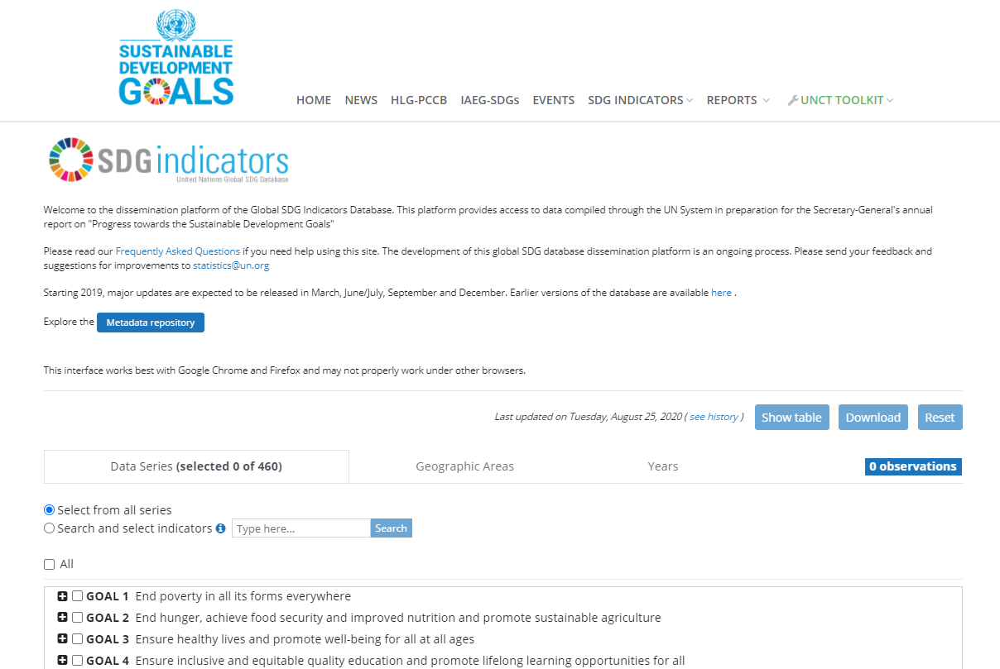 SUSTAINABLE
DEVELOPMENT
GOALS
HOME NEWS HLG-PCCB IAEG-SDGs EVENTS SDG INDICATORS REPORTS UNCT TOOLKIT
SDG indicators
United Nations Global SDG Database
Welcome to the dissemination platform of the Global SDG Indicators Database. This platform provides access to data compiled through the UN System in preparation for the Secretary-General's annual
report on "Progress towards the Sustainable Development Goals"
Please read our Frequently Asked Questions if you need help using this site. The development of this global SDG database dissemination platform is an ongoing process. Please send your feedback and
suggestions for improvements to statistics@un.org
Starting 2019, major updates are expected to be released in March, June/July, September and December. Earlier versions of the database are available here .
Explore the Metadata repository
This interface works best with Google Chrome and Firefox and may not properly work under other browsers.
Last updated on Tuesday, August 25, 2020 ( see history ) Show table Download Reset
Data Series (selected 0 of 460) Geographic Areas Years 0 observations
Select from all series
Search and select indicators Type here... Search
All
GOAL 1 End poverty in all its forms everywhere
GOAL 2 End hunger, achieve food security and improved nutrition and promote sustainable agriculture
GOAL 3 Ensure healthy lives and promote well-being for all at all ages
GOAL 4 Ensure inclusive and equitable quality education and promote lifelong learning opportunities for all